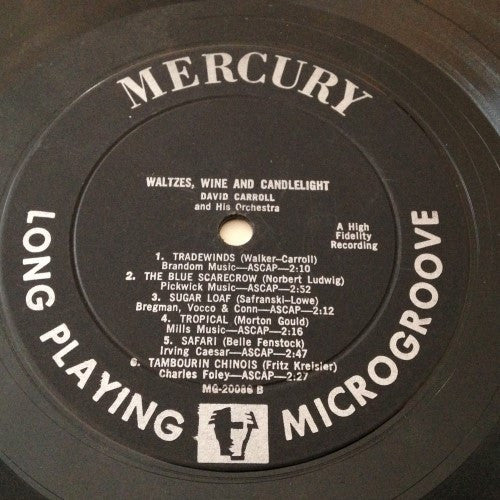 MERCURY
WALTZES, WINE AND CANDLELIGHT
DAVID CARROLL
and His Orchestra
A High
Fidelity
Recording
1. TRADEWINDS (Walker-Carroll)
Brandom Music—ASCAP—2:10
2. THE BLUE SCARECROW (Norbert Ludwig)
Pickwick Music—ASCAP—2:52
3. SUGAR LOAF (Safranski-Lowe)
Bregman, Vocco & Conn—ASCAP—2:12
4. TROPICAL (Morton Gould)
Mills Music—ASCAP—2:16
5. SAFARI (Belle Fenstock)
Irving Caesar—ASCAP—2:47
6. TAMBOURIN CHINOIS (Fritz Kreisler)
Charles Foley—ASCAP—2:27
MG-20086 B
LONG PLAYING MICROGROOVE